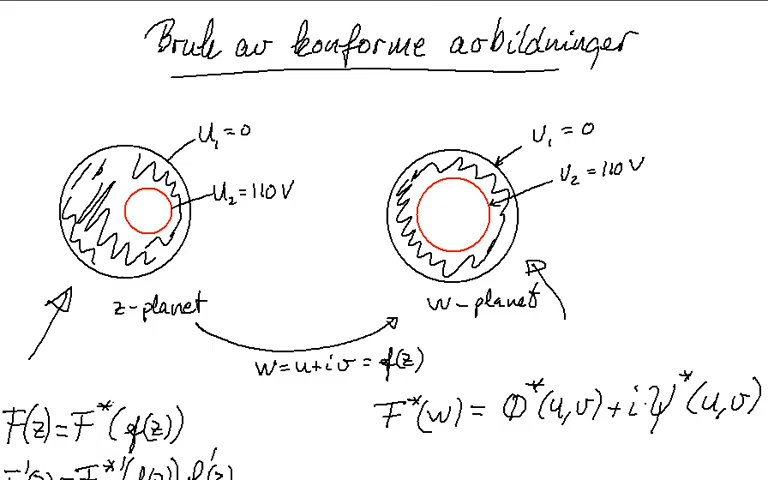 Bruk av konforme avbildninger
U₁ = 0
U₂ = 110 V
U₁ = 0
U₂ = 110 V
z-planet
w-planet
w = u + iv = f(z)
F*(w) = Φ*(u,v) + i·ψ*(u,v)
F(z) = F*(f(z))
F'(z) = F*'(f(z))·f'(z)